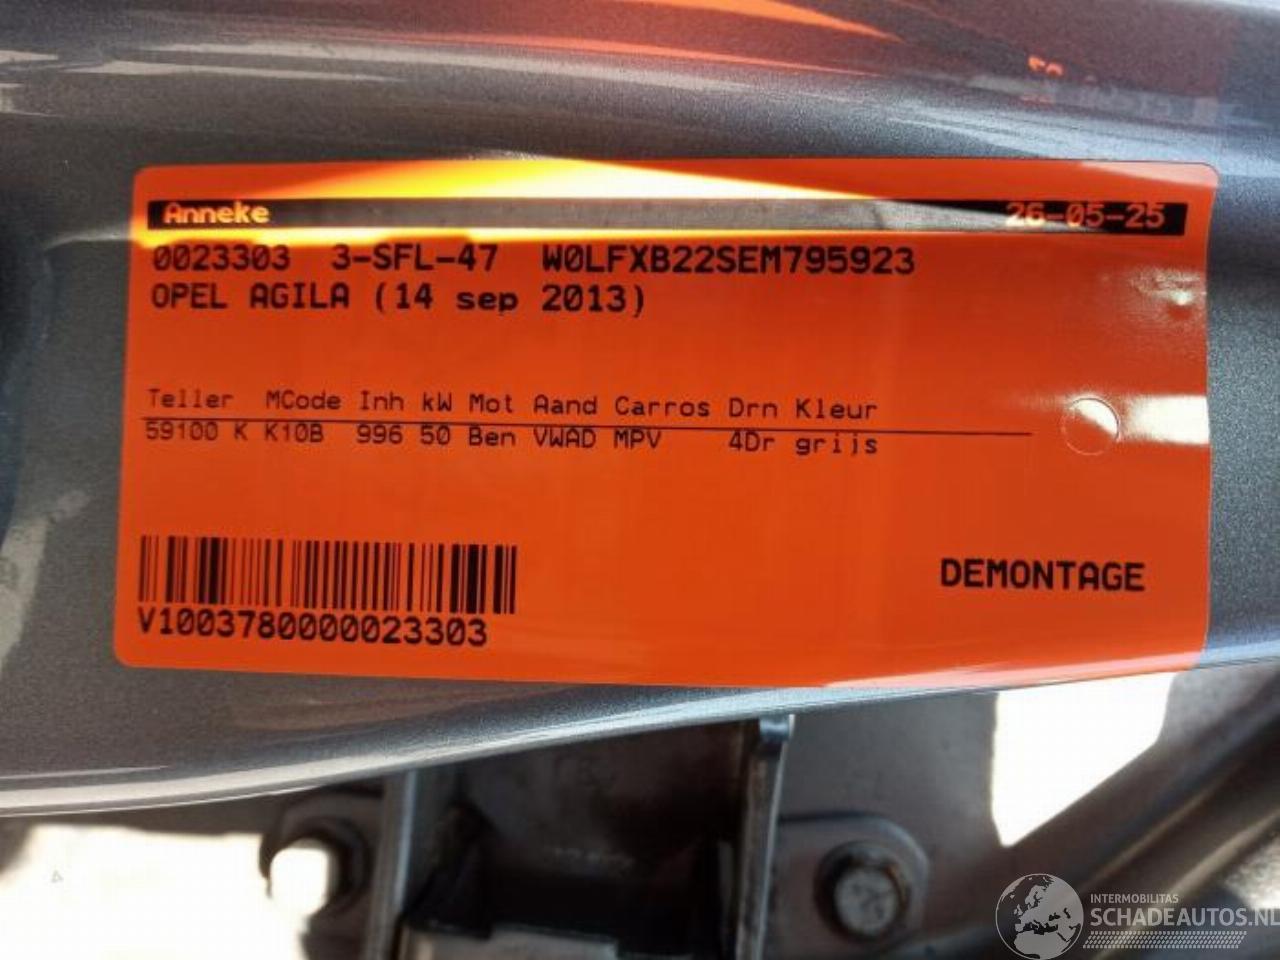 Anneke 26-05-25
0023303 3-SFL-47 W0LFXB22SEM795923
OPEL AGILA (14 sep 2013)
Teller MCode Inh kW Mot Aand Carros Drn Kleur
59100 K K10B 996 50 Ben VWAD MPV 4Dr grijs
DEMONTAGE
V1003780000023303
INTERMOBILITAS
SCHADEAUTOS.NL